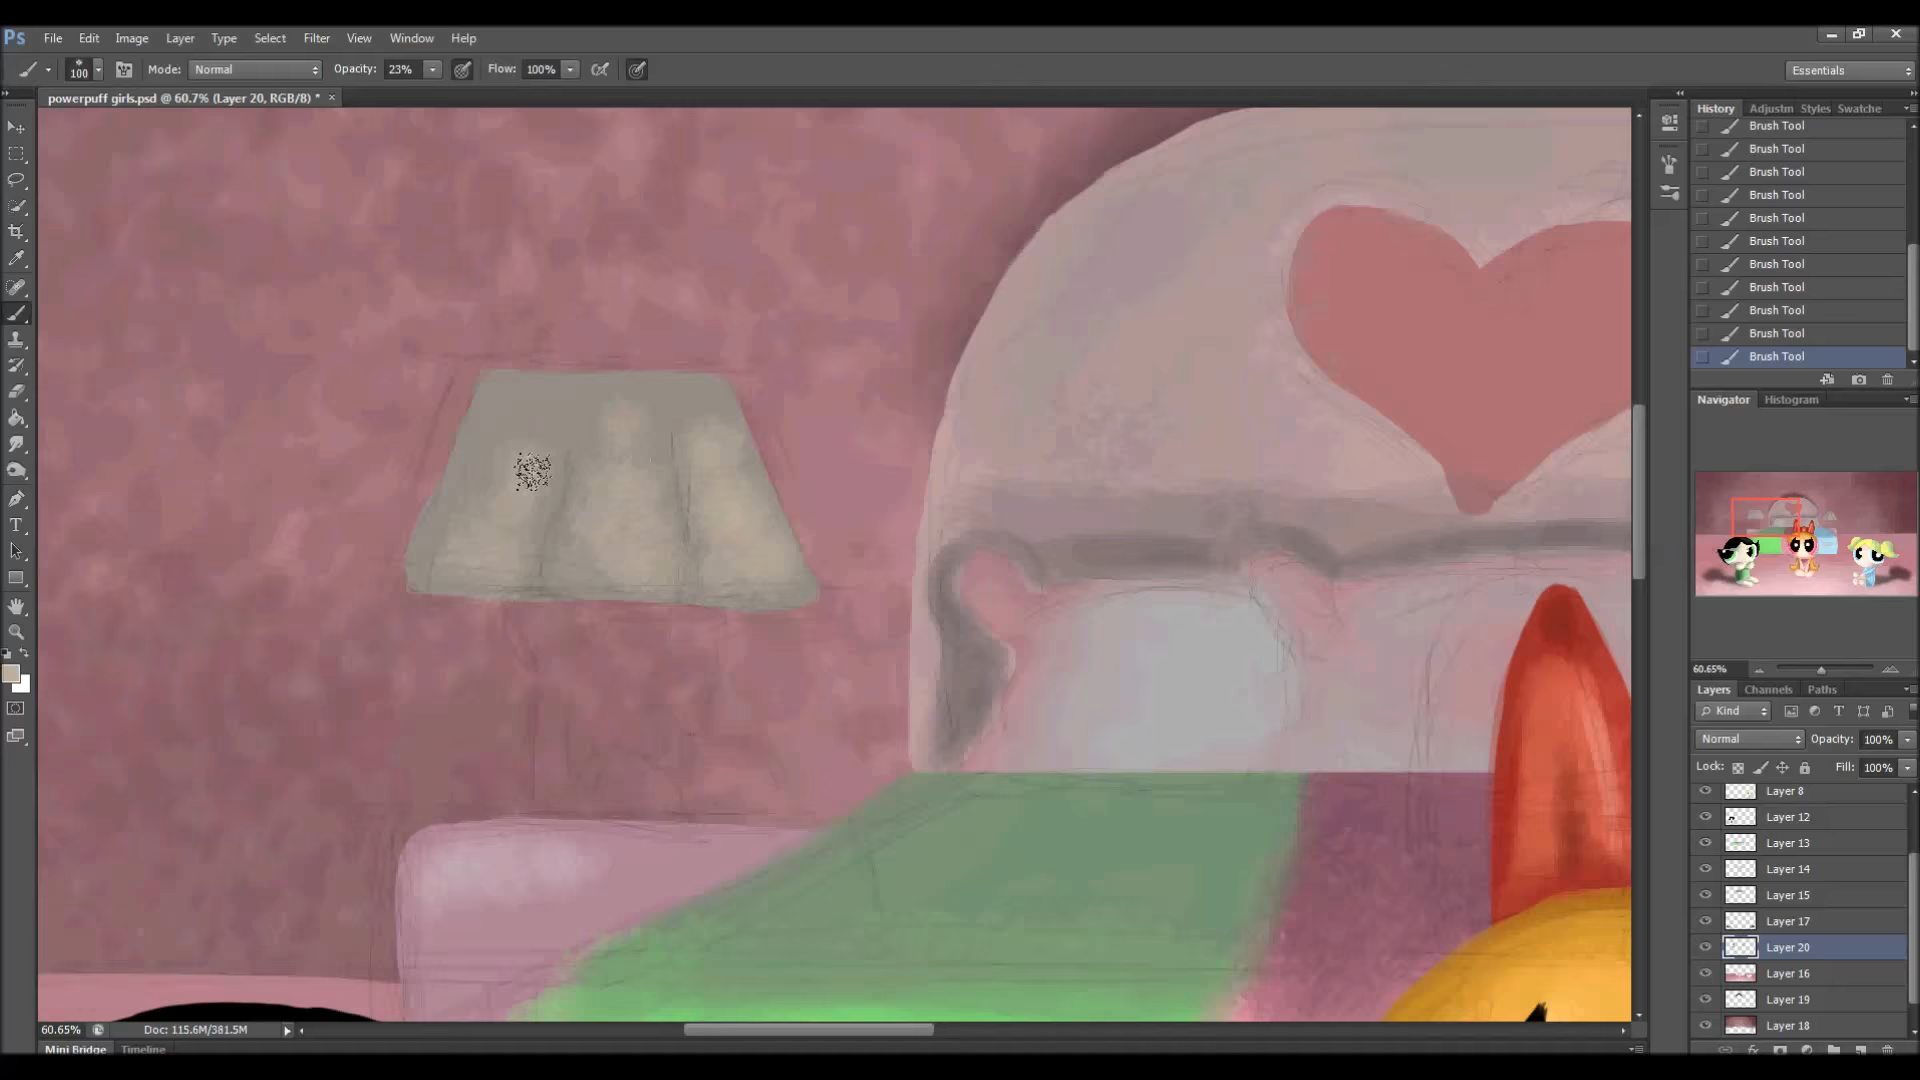 Ps File Edit Image Layer Type Select Filter View Window Help
100 Mode: Normal Opacity: 23% Flow: 100% Essentials
powerpuff girls.psd @ 60.7% (Layer 20, RGB/8) * ×
History Adjustm Styles Swatche
Brush Tool
Brush Tool
Brush Tool
Brush Tool
Brush Tool
Brush Tool
Brush Tool
Brush Tool
Brush Tool
Brush Tool
Brush Tool
Navigator Histogram
60.65%
Layers Channels Paths
Kind
Normal Opacity: 100%
Lock: Fill: 100%
Layer 8
Layer 12
Layer 13
Layer 14
Layer 15
Layer 17
Layer 20
Layer 16
Layer 19
Layer 18
60.65% Doc: 115.6M/381.5M
Mini Bridge Timeline